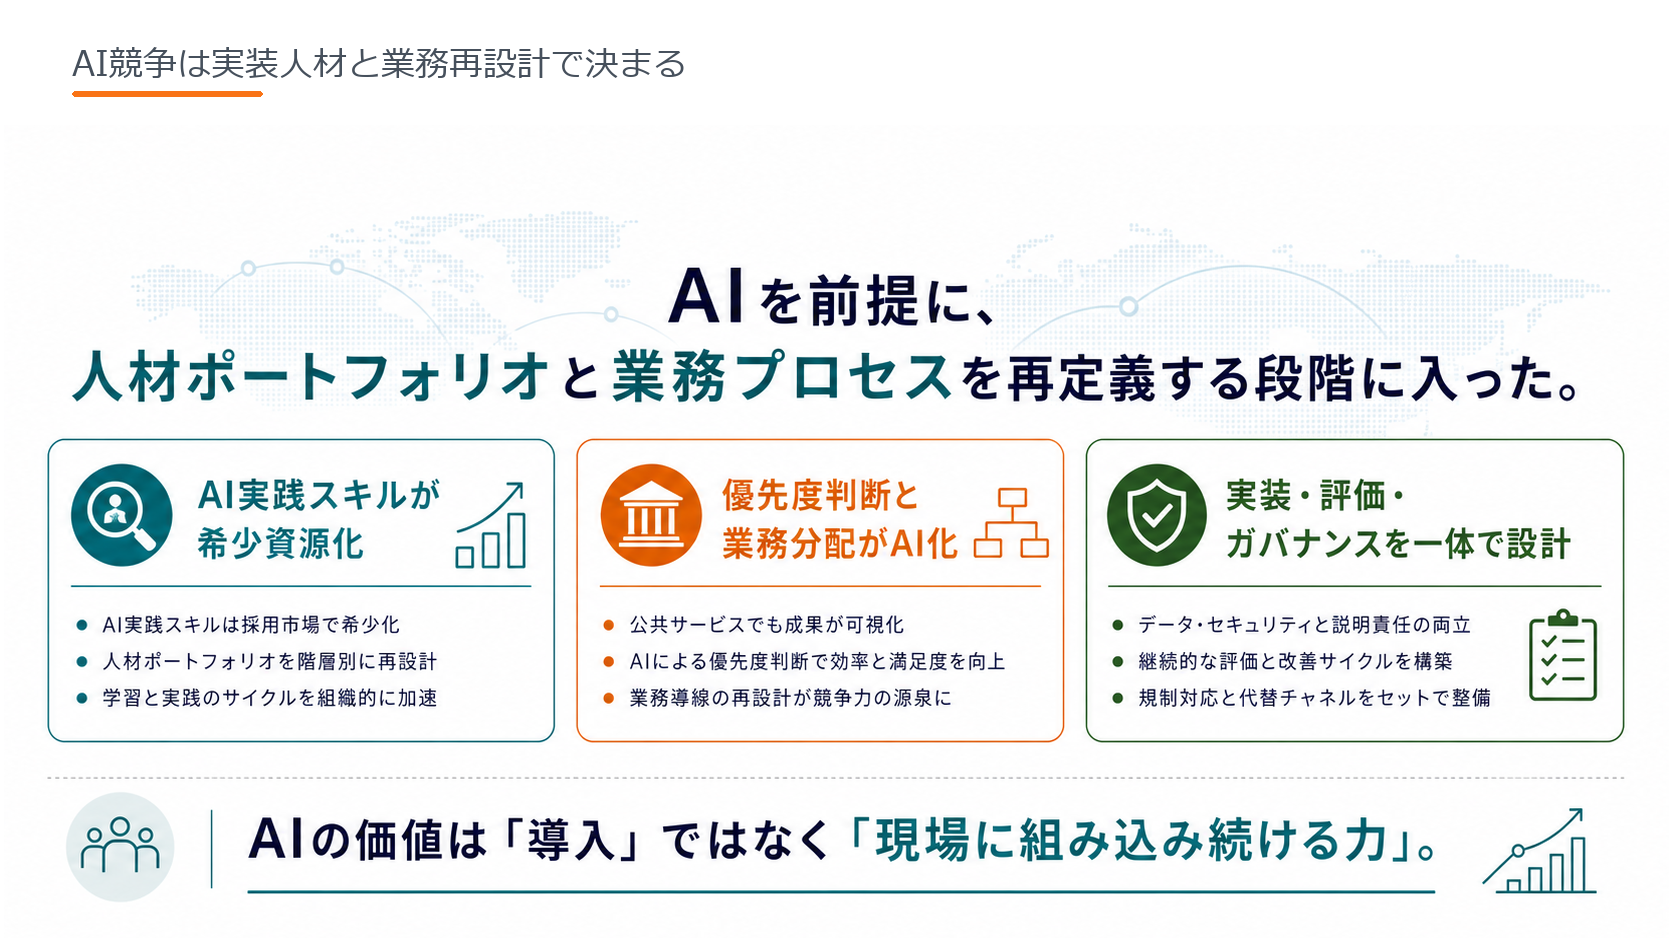 AI競争は実装人材と業務再設計で決まる
AIを前提に、
人材ポートフォリオと業務プロセスを再定義する段階に入った。
AI実践スキルが
希少資源化
AI実践スキルは採用市場で希少化
人材ポートフォリオを階層別に再設計
学習と実践のサイクルを組織的に加速
優先度判断と
業務分配がAI化
公共サービスでも成果が可視化
AIによる優先度判断で効率と満足度を向上
業務導線の再設計が競争力の源泉に
実装・評価・
ガバナンスを一体で設計
データ・セキュリティと説明責任の両立
継続的な評価と改善サイクルを構築
規制対応と代替チャネルをセットで整備
AIの価値は「導入」ではなく「現場に組み込み続ける力」。